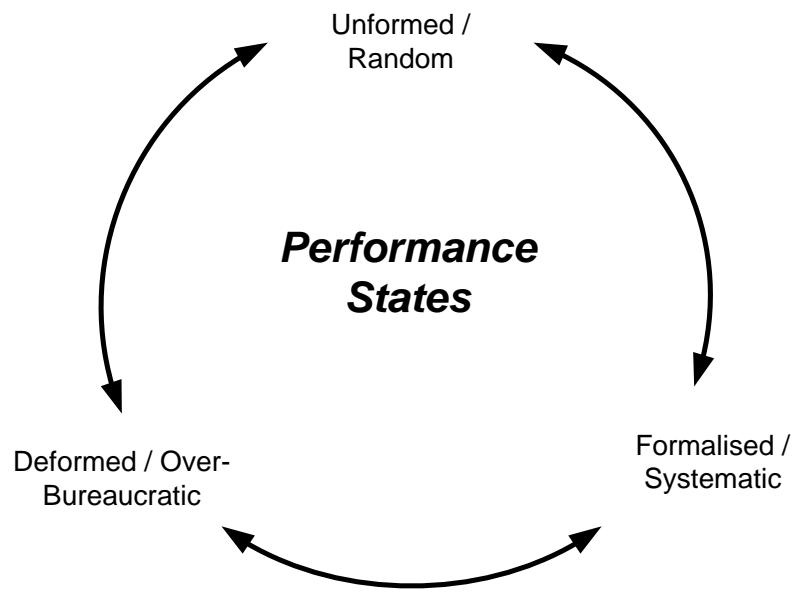 Unformed /
Random
Performance
States
Formalised /
Systematic
Deformed / Over-
Bureaucratic